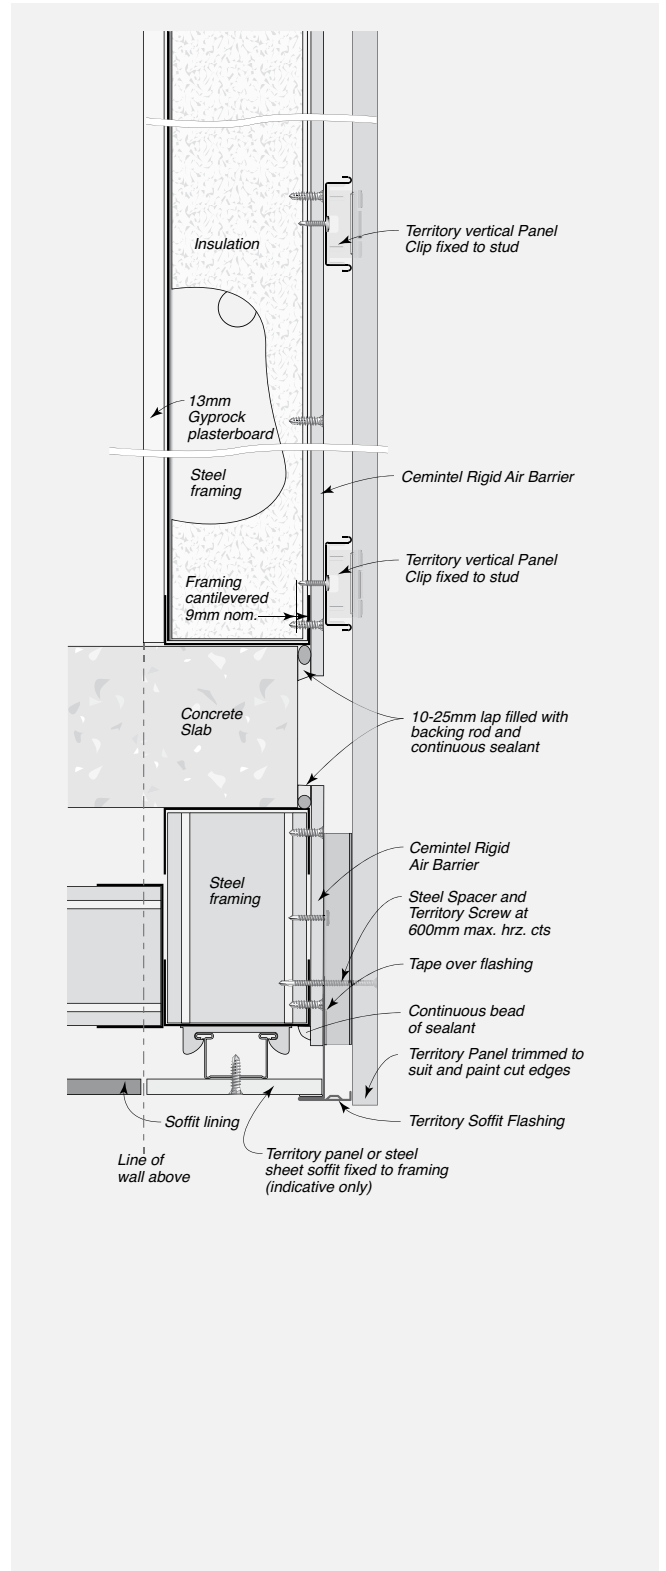 Territory vertical Panel
Clip fixed to stud
Insulation
13mm
Gyprock
plasterboard
Steel
framing
Cemintel Rigid Air Barrier
Territory vertical Panel
Clip fixed to stud
Framing
cantilevered
9mm nom.
Concrete
Slab
10-25mm lap filled with
backing rod and
continuous sealant
Steel
framing
Cemintel Rigid
Air Barrier
Steel Spacer and
Territory Screw at
600mm max. hrz. cts
Tape over flashing
Continuous bead
of sealant
Territory Panel trimmed to
suit and paint cut edges
Soffit lining
Territory Soffit Flashing
Line of
wall above
Territory panel or steel
sheet soffit fixed to framing
(indicative only)